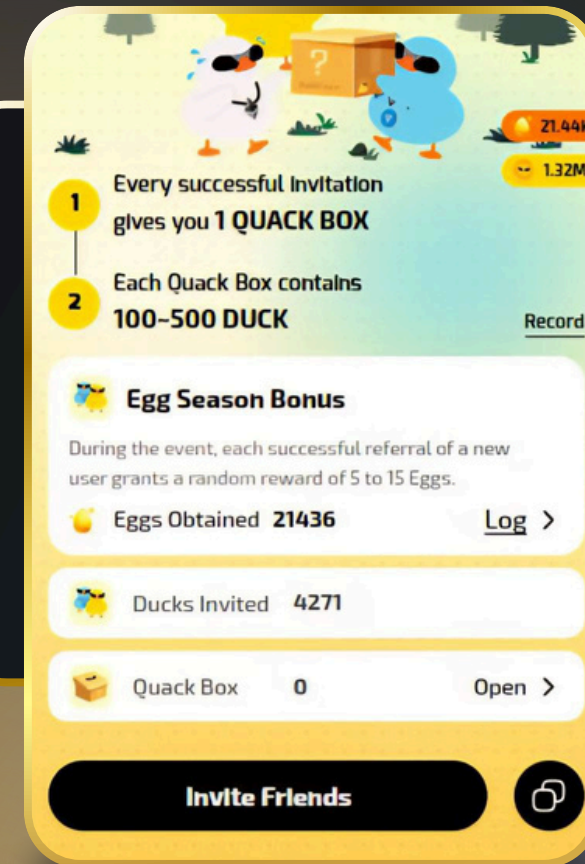 ?
21.44K
1.32M
1
Every successful Invitation
gives you 1 QUACK BOX
2
Each Quack Box contains
100~500 DUCK
Record
Egg Season Bonus
During the event, each successful referral of a new
user grants a random reward of 5 to 15 Eggs.
Eggs Obtained 21436
Log >
Ducks Invited 4271
Quack Box 0
Open >
Invite Friends